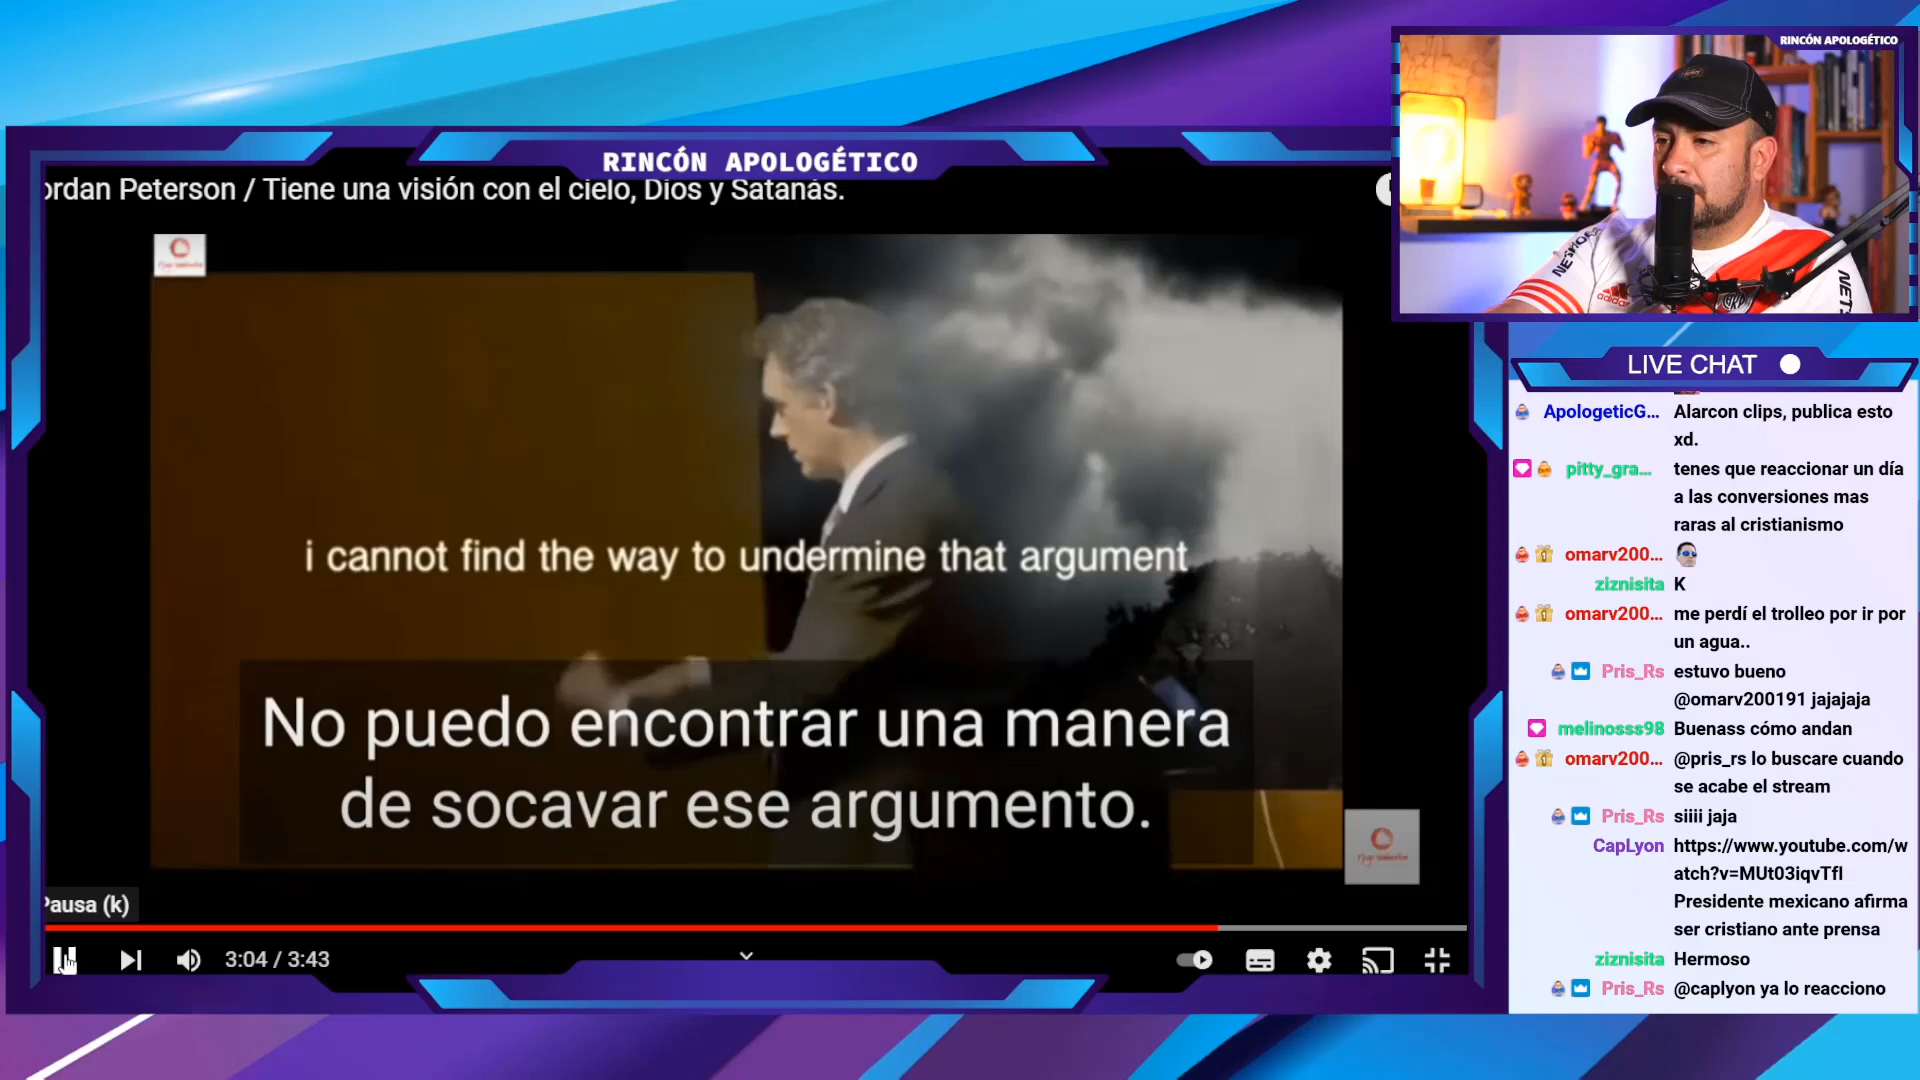 RINCÓN APOLOGÉTICO
RINCÓN APOLOGÉTICO
ordan Peterson / Tiene una visión con el cielo, Dios y Satanás.
i cannot find the way to undermine that argument
No puedo encontrar una manera
de socavar ese argumento.
Pausa (k)
3:04 / 3:43
NESMOR
adidas
NET
LIVE CHAT
ApologeticG... Alarcon clips, publica esto
xd.
pitty_gra... tenes que reaccionar un día
a las conversiones mas
raras al cristianismo
omarv200...
ziznisita K
omarv200... me perdí el trolleo por ir por
un agua..
Pris_Rs estuvo bueno
@omarv200191 jajajaja
melinosss98 Buenass cómo andan
omarv200... @pris_rs lo buscare cuando
se acabe el stream
Pris_Rs siiii jaja
CapLyon https://www.youtube.com/w
atch?v=MUt03iqvTfI
Presidente mexicano afirma
ser cristiano ante prensa
ziznisita Hermoso
Pris_Rs @caplyon ya lo reacciono